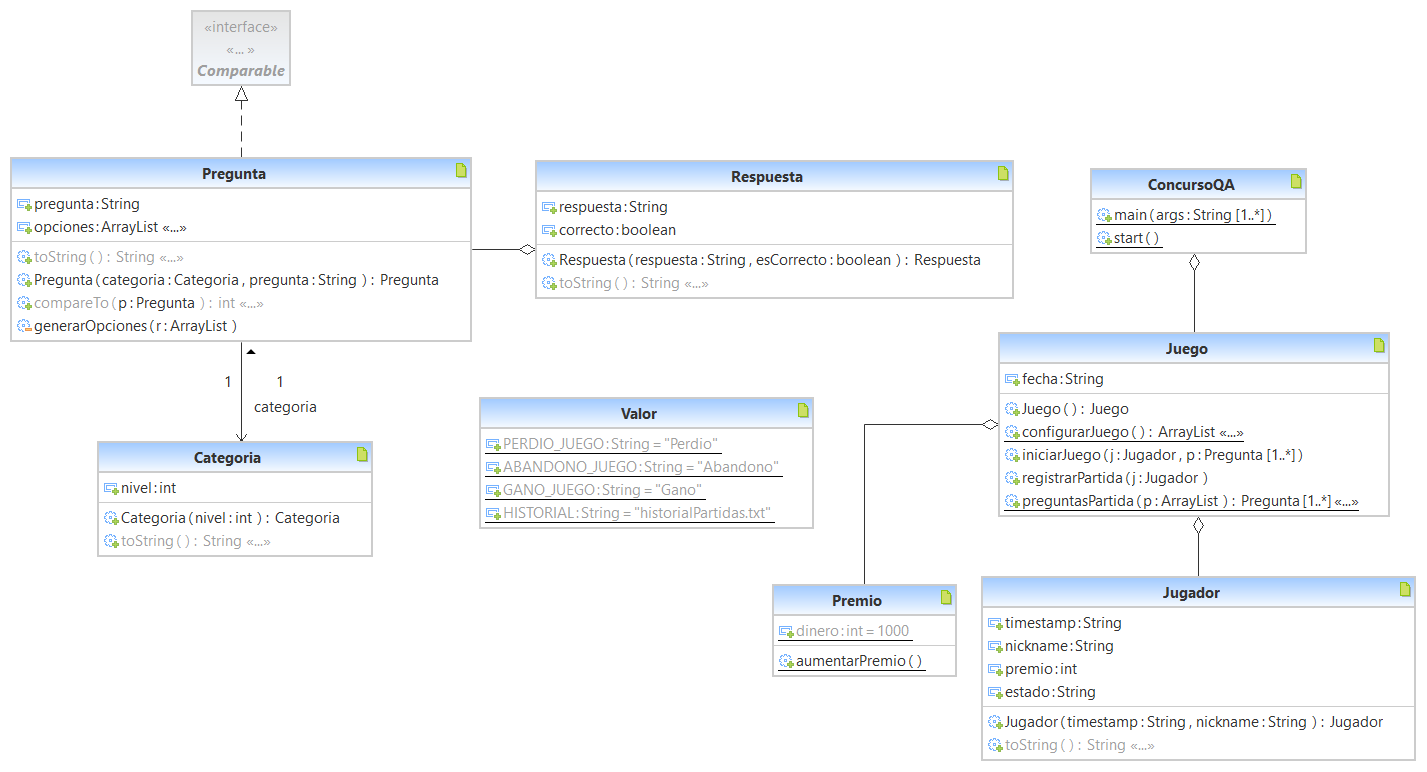 «interface»
«... »
Comparable
Pregunta
pregunta:String
opciones:ArrayList «...»
toString ( ) : String «...»
Pregunta (categoria:Categoria, pregunta:String ) : Pregunta
compareTo (p:Pregunta ) : int «...»
generarOpciones (r:ArrayList )
Respuesta
respuesta:String
correcto:boolean
Respuesta (respuesta:String, esCorrecto:boolean ) : Respuesta
toString ( ) : String «...»
ConcursoQA
main (args:String [1..*] )
start ( )
1
1
categoria
Categoria
nivel:int
Categoria (nivel:int ) : Categoria
toString ( ) : String «...»
Valor
PERDIO_JUEGO:String = "Perdio"
ABANDONO_JUEGO:String = "Abandono"
GANO_JUEGO:String = "Gano"
HISTORIAL:String = "historialPartidas.txt"
Juego
fecha:String
Juego ( ) : Juego
configurarJuego ( ) : ArrayList «...»
iniciarJuego (j:Jugador, p:Pregunta [1..*] )
registrarPartida (j:Jugador )
preguntasPartida (p:ArrayList ) : Pregunta [1..*] «...»
Premio
dinero:int = 1000
aumentarPremio ( )
Jugador
timestamp:String
nickname:String
premio:int
estado:String
Jugador (timestamp:String, nickname:String ) : Jugador
toString ( ) : String «...»